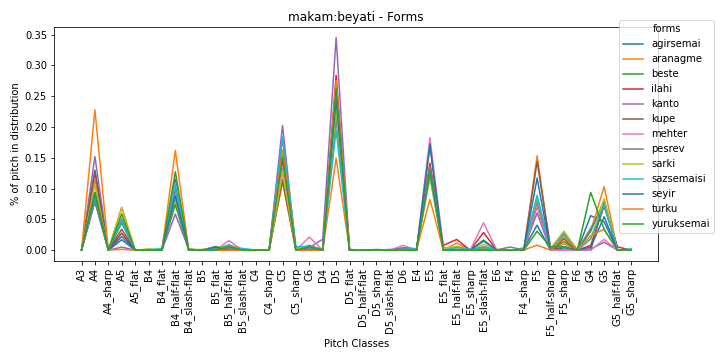 makam:beyati - Forms
% of pitch in distribution
0.35
0.30
0.25
0.20
0.15
0.10
0.05
0.00
A3
A4
A4_sharp
A5
A5_flat
B4
B4_flat
B4_half-flat
B4_slash-flat
B5
B5_flat
B5_half-flat
B5_slash-flat
C4
C4_sharp
C5
C5_sharp
C6
D4
D5
D5_flat
D5_half-flat
D5_sharp
D5_slash-flat
D6
E4
E5
E5_flat
E5_half-flat
E5_sharp
E5_slash-flat
E6
F4
F4_sharp
F5
F5_half-sharp
F5_sharp
F6
G4
G5
G5_half-flat
G5_sharp
Pitch Classes
forms
agirsemai
aranagme
beste
ilahi
kanto
kupe
mehter
pesrev
sarki
sazsemaisi
seyir
turku
yuruksemai